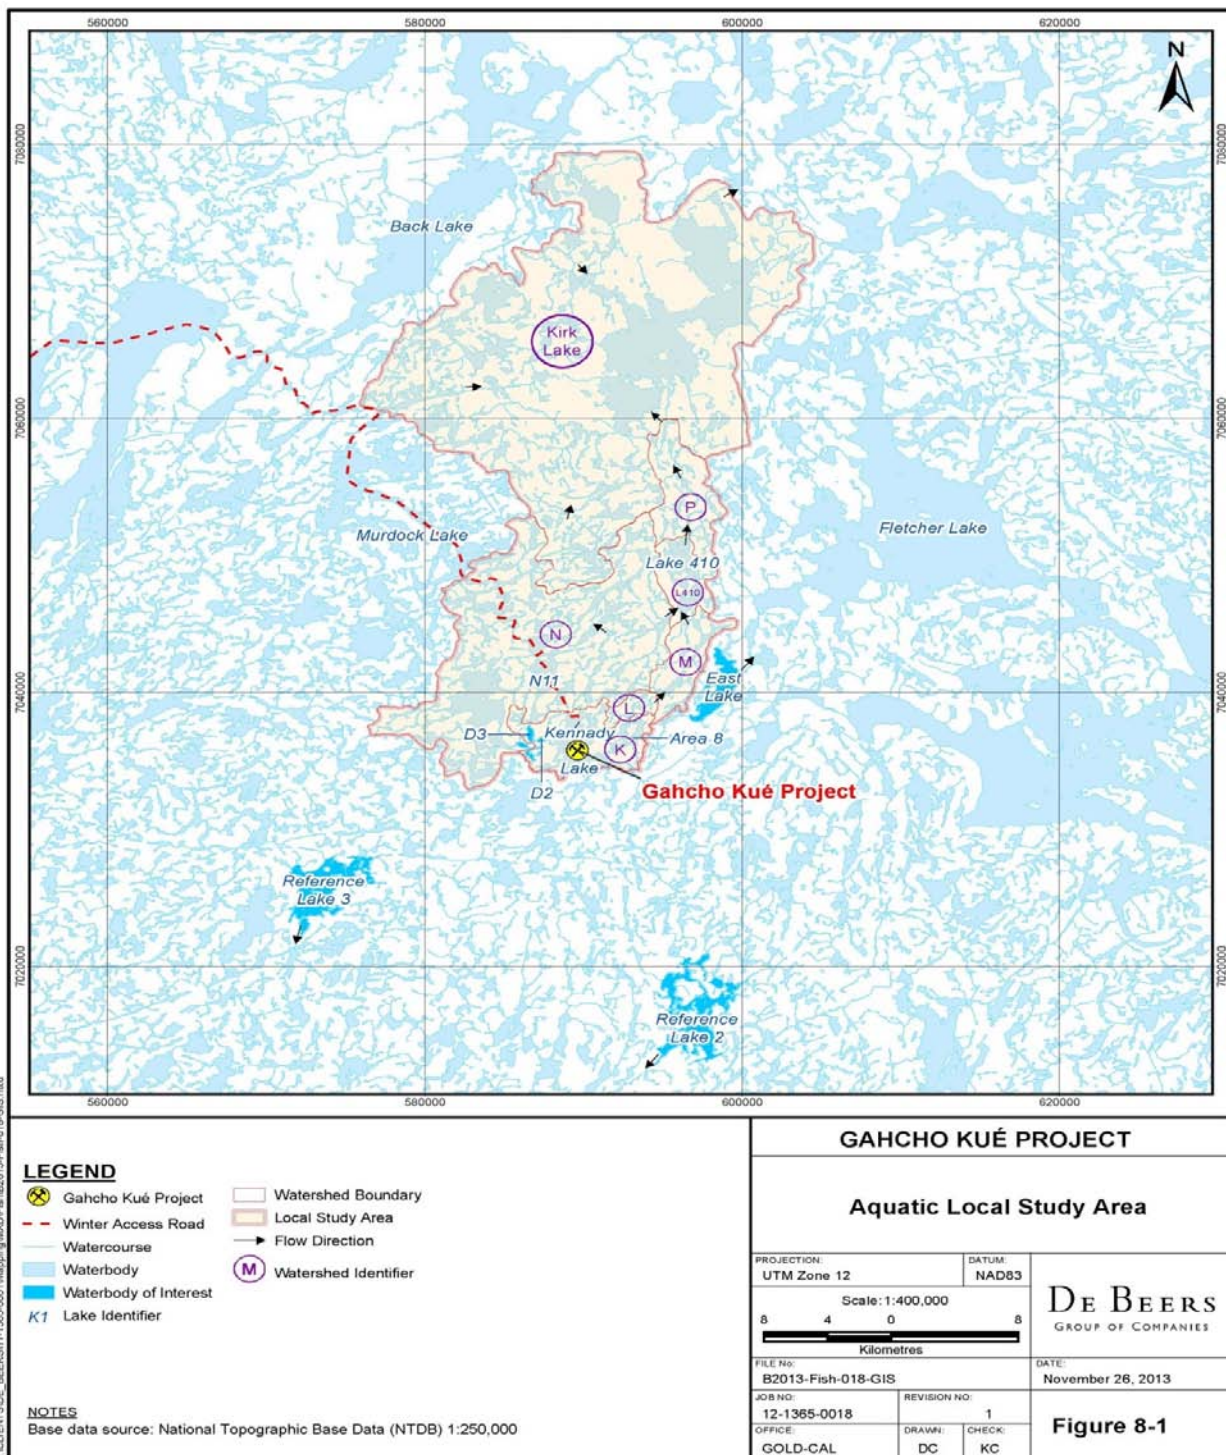 560000
580000
600000
620000
N
7080000
7080000
Back Lake
Kirk
Lake
7060000
7060000
P
Murdock Lake
Fletcher Lake
Lake 410
L410
N
M
East
Lake
N11
7040000
7040000
L
D3
Kennady
Lake
Area 8
K
D2
Gahcho Kué Project
Reference
Lake 3
7020000
7020000
Reference
Lake 2
560000
580000
600000
620000
LEGEND
Gahcho Kué Project
Winter Access Road
Watercourse
Waterbody
Waterbody of Interest
K1 Lake Identifier
Watershed Boundary
Local Study Area
Flow Direction
M Watershed Identifier
NOTES
Base data source: National Topographic Base Data (NTDB) 1:250,000
GAHCHO KUÉ PROJECT
Aquatic Local Study Area
PROJECTION:
UTM Zone 12
DATUM:
NAD83
Scale:1:400,000
8 4 0 8
Kilometres
DE BEERS
GROUP OF COMPANIES
FILE No:
B2013-Fish-018-GIS
DATE:
November 26, 2013
JOB NO:
12-1365-0018
REVISION NO:
1
OFFICE:
GOLD-CAL
DRAWN:
DC
CHECK:
KC
Figure 8-1